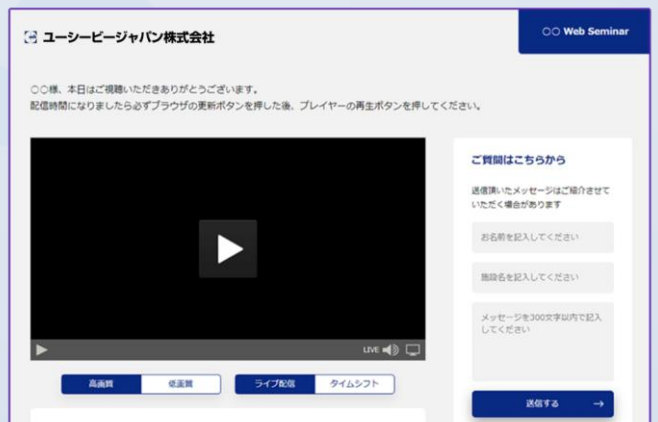 ユーシービージャパン株式会社
○○ Web Seminar
○○様、本日はご視聴いただきありがとうございます。
配信時間になりましたら必ずブラウザの更新ボタンを押した後、プレイヤーの再生ボタンを押してください。
LIVE
高画質
低画質
ライブ配信
タイムシフト
ご質問はこちらから
送信頂いたメッセージはご紹介させて
いただく場合があります
お名前を記入してください
施設名を記入してください
メッセージを300文字以内で記入
してください
送信する →